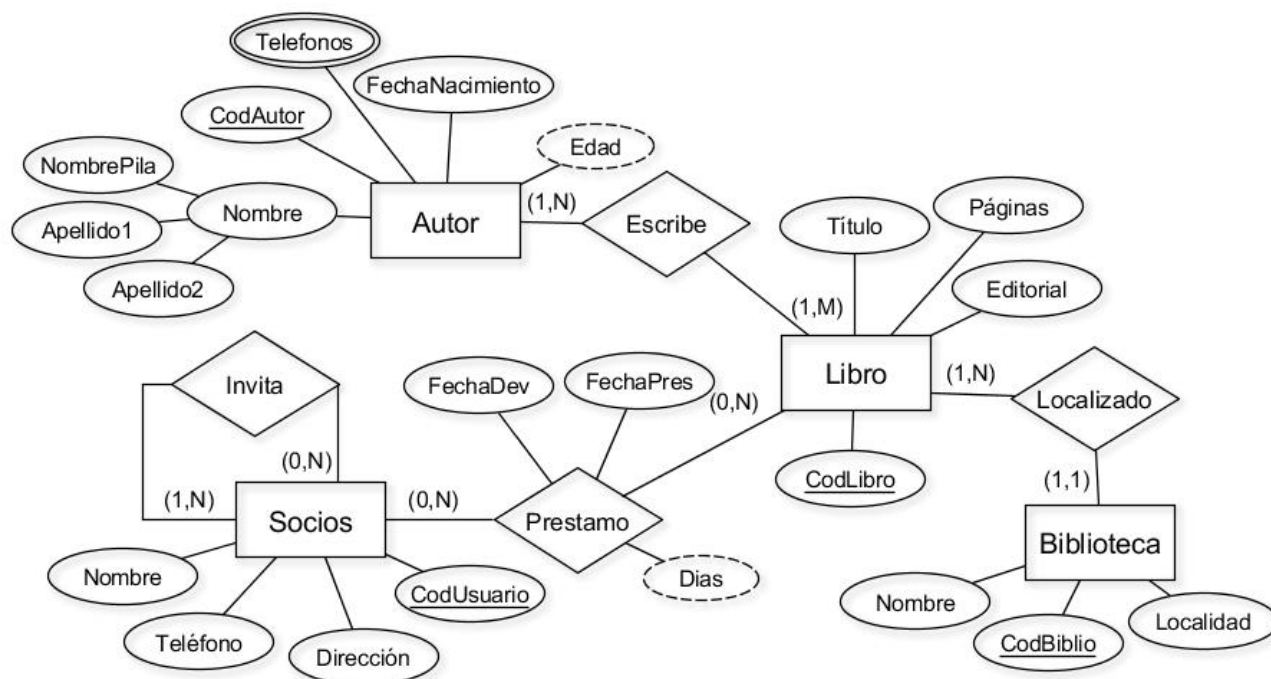 Telefonos
FechaNacimiento
CodAutor
Edad
NombrePila
Nombre
Autor
(1,N)
Escribe
Título
Páginas
Apellido1
Apellido2
Editorial
(1,M)
Libro
(1,N)
Localizado
Invita
FechaDev
FechaPres
(0,N)
CodLibro
(0,N)
(1,N)
Socios
(0,N)
Prestamo
(1,1)
Biblioteca
Nombre
CodUsuario
Dias
Nombre
Teléfono
Dirección
CodBiblio
Localidad